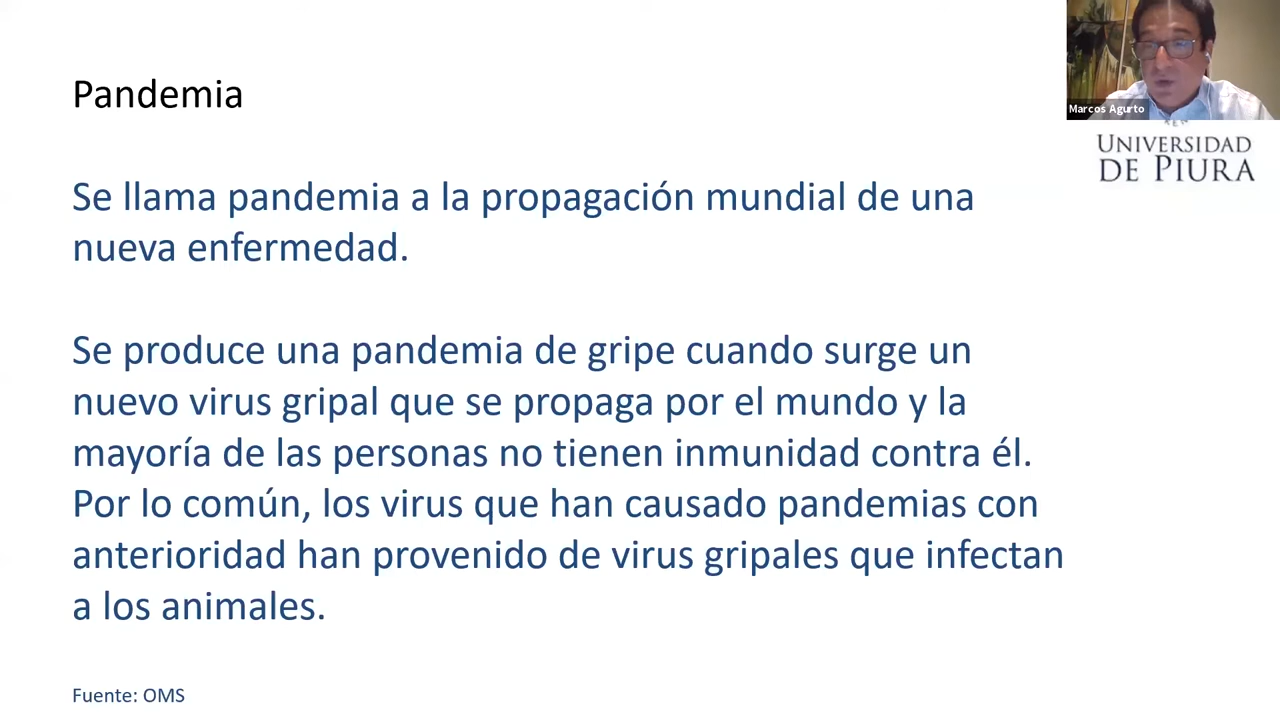 Pandemia
Marcos Agurto
UNIVERSIDAD
DE PIURA
Se llama pandemia a la propagación mundial de una
nueva enfermedad.
Se produce una pandemia de gripe cuando surge un
nuevo virus gripal que se propaga por el mundo y la
mayoría de las personas no tienen inmunidad contra él.
Por lo común, los virus que han causado pandemias con
anterioridad han provenido de virus gripales que infectan
a los animales.
Fuente: OMS